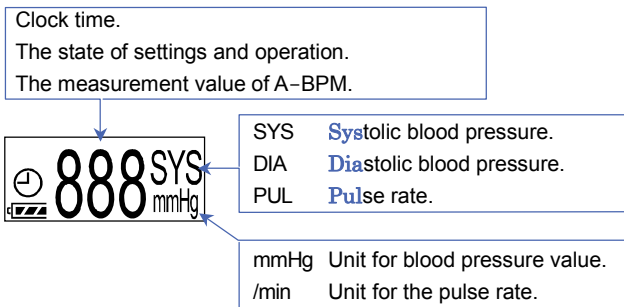 Clock time.
The state of settings and operation.
The measurement value of A-BPM.
SYS Systolic blood pressure.
DIA Diastolic blood pressure.
PUL Pulse rate.
888 SYS
mmHg
mmHg Unit for blood pressure value.
/min Unit for the pulse rate.